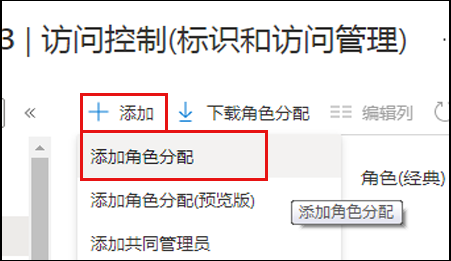 3 | 访问控制(标识和访问管理)
添加 下载角色分配 编辑列
添加角色分配
角色(经典)
添加角色分配(预览版)
添加角色分配
添加共同管理员